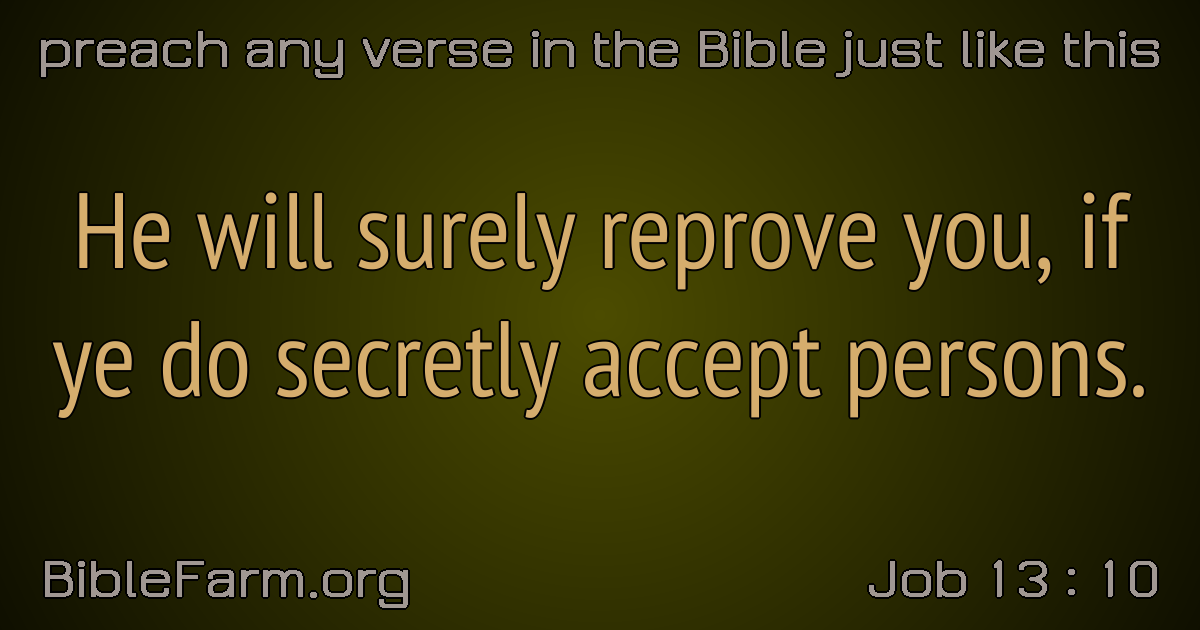 preach any verse in the Bible just like this
He will surely reprove you, if
ye do secretly accept persons.
BibleFarm.org
Job 13 : 10